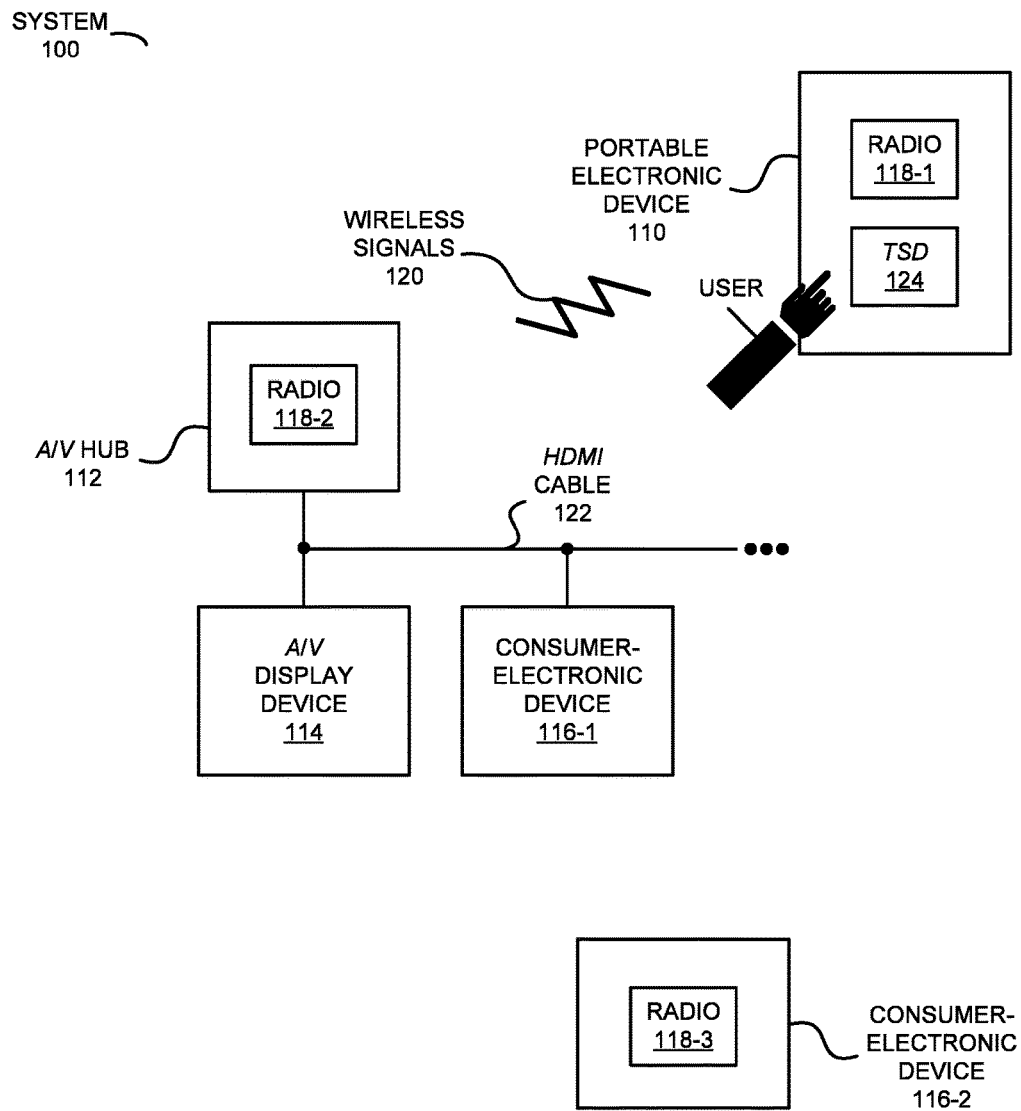 SYSTEM
100
PORTABLE
ELECTRONIC
DEVICE
110
RADIO
118-1
TSD
124
WIRELESS
SIGNALS
120
USER
RADIO
118-2
A/V HUB
112
HDMI
CABLE
122
A/V
DISPLAY
DEVICE
114
CONSUMER-
ELECTRONIC
DEVICE
116-1
RADIO
118-3
CONSUMER-
ELECTRONIC
DEVICE
116-2